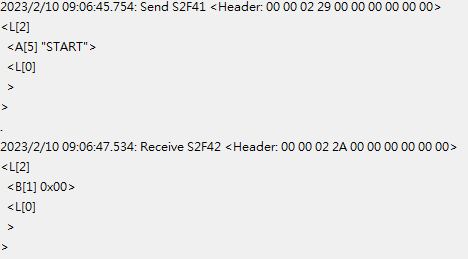 2023/2/10 09:06:45.754: Send S2F41 <Header: 00 00 02 29 00 00 00 00 00 00>
<L[2]
<A[5] "START">
<L[0]
>
>
.
2023/2/10 09:06:47.534: Receive S2F42 <Header: 00 00 02 2A 00 00 00 00 00 00>
<L[2]
<B[1] 0x00>
<L[0]
>
>